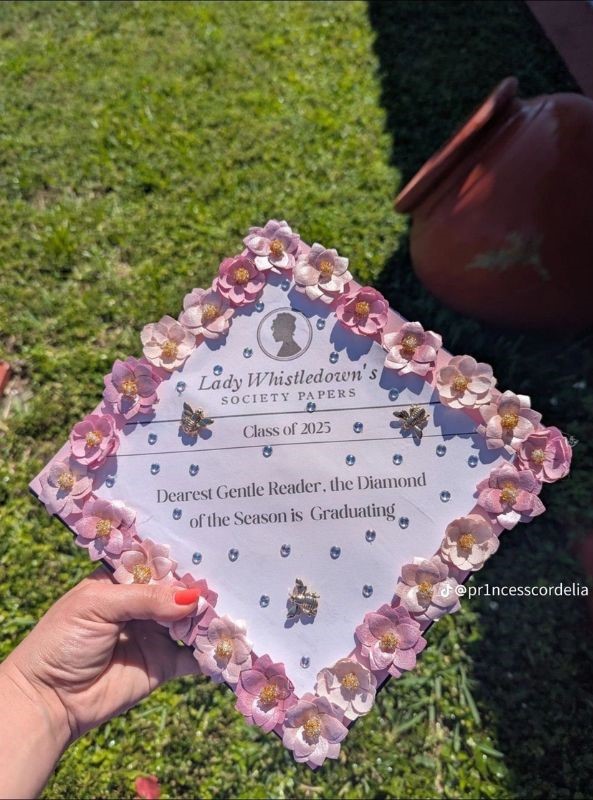 Lady Whistledown's
SOCIETY PAPERS
Class of 2025
Dearest Gentle Reader, the Diamond
of the Season is Graduating
@pr1ncesscordelia